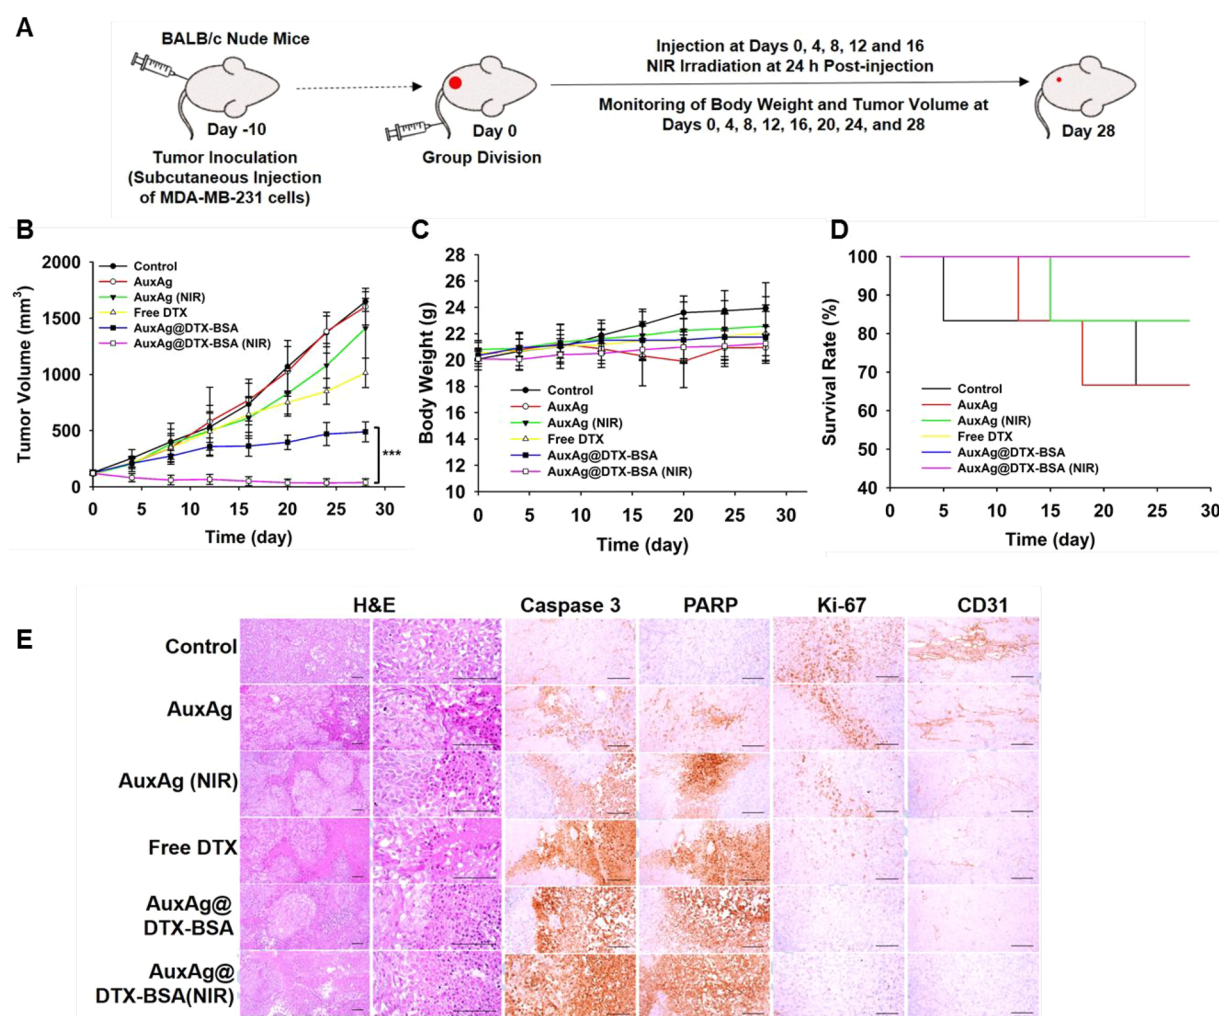 A
BALB/c Nude Mice
Day -10
Tumor Inoculation
(Subcutaneous Injection
of MDA-MB-231 cells)
Day 0
Group Division
Injection at Days 0, 4, 8, 12 and 16
NIR Irradiation at 24 h Post-injection
Monitoring of Body Weight and Tumor Volume at
Days 0, 4, 8, 12, 16, 20, 24, and 28
Day 28
B
Tumor Volume (mm3)
2000
1500
1000
500
0
Control
AuxAg
AuxAg (NIR)
Free DTX
AuxAg@DTX-BSA
AuxAg@DTX-BSA (NIR)
***
0 5 10 15 20 25 30
Time (day)
C
Body Weight (g)
28
26
24
22
20
18
16
14
12
10
Control
AuxAg
AuxAg (NIR)
Free DTX
AuxAg@DTX-BSA
AuxAg@DTX-BSA (NIR)
0 5 10 15 20 25 30
Time (day)
D
Survival Rate (%)
100
90
80
70
60
50
40
Control
AuxAg
AuxAg (NIR)
Free DTX
AuxAg@DTX-BSA
AuxAg@DTX-BSA (NIR)
0 5 10 15 20 25 30
Time (day)
E
H&E Caspase 3 PARP Ki-67 CD31
Control
AuxAg
AuxAg (NIR)
Free DTX
AuxAg@
DTX-BSA
AuxAg@
DTX-BSA(NIR)